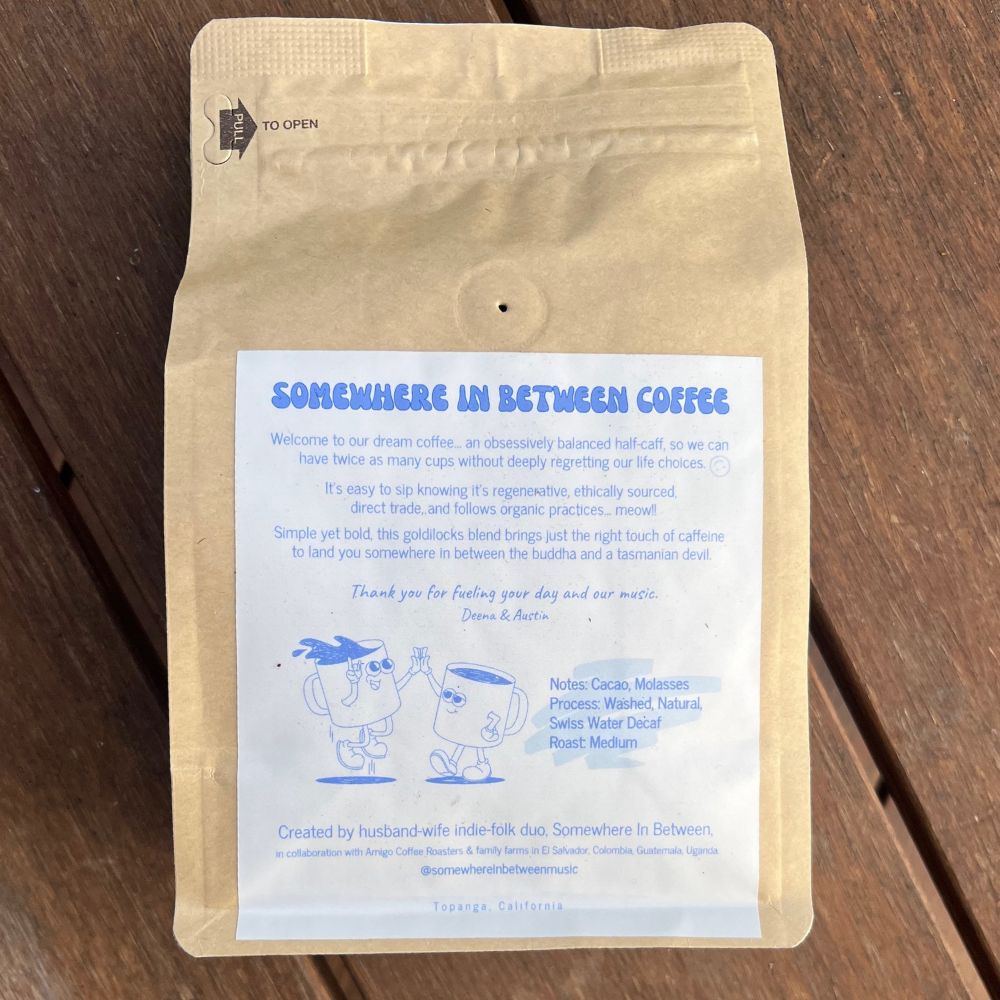 PULL TO OPEN
SOMEWHERE IN BETWEEN COFFEE
Welcome to our dream coffee... an obsessively balanced half-caff, so we can
have twice as many cups without deeply regretting our life choices.
It's easy to sip knowing it's regenerative, ethically sourced,
direct trade, and follows organic practices... meow!!
Simple yet bold, this goldilocks blend brings just the right touch of caffeine
to land you somewhere in between the buddha and a tasmanian devil.
Thank you for fueling your day and our music.
Deena & Austin
Notes: Cacao, Molasses
Process: Washed, Natural,
Swiss Water Decaf
Roast: Medium
Created by husband-wife indie-folk duo, Somewhere In Between,
in collaboration with Amigo Coffee Roasters & family farms in El Salvador, Colombia, Guatemala, Uganda.
@somewhereinbetweenmusic
Topanga, California